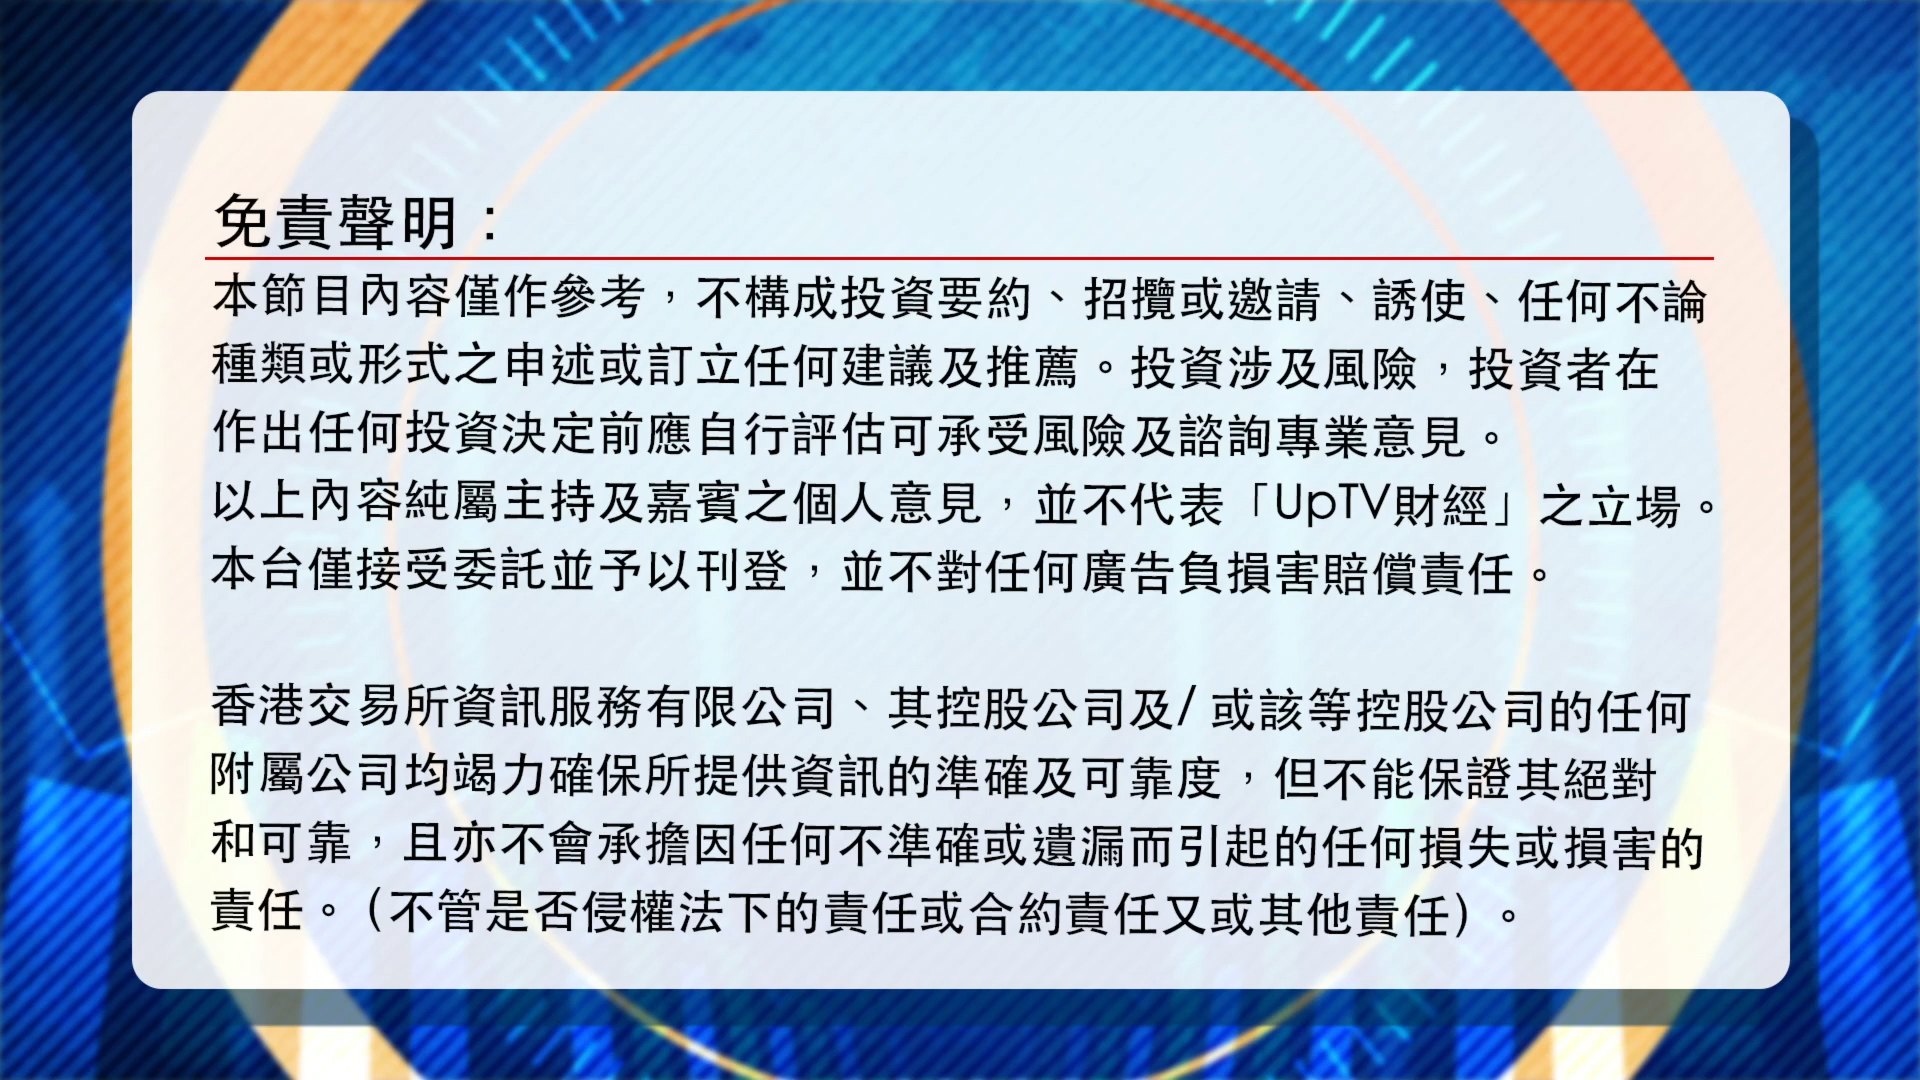 免責聲明：
本節目內容僅作參考，不構成投資要約、招攬或邀請、誘使、任何不論
種類或形式之申述或訂立任何建議及推薦。投資涉及風險，投資者在
作出任何投資決定前應自行評估可承受風險及諮詢專業意見。
以上內容純屬主持及嘉賓之個人意見，並不代表「UpTV財經」之立場。
本台僅接受委託並予以刊登，並不對任何廣告負損害賠償責任。
香港交易所資訊服務有限公司、其控股公司及/ 或該等控股公司的任何
附屬公司均竭力確保所提供資訊的準確及可靠度，但不能保證其絕對
和可靠，且亦不會承擔因任何不準確或遺漏而引起的任何損失或損害的
責任。（不管是否侵權法下的責任或合約責任又或其他責任）。